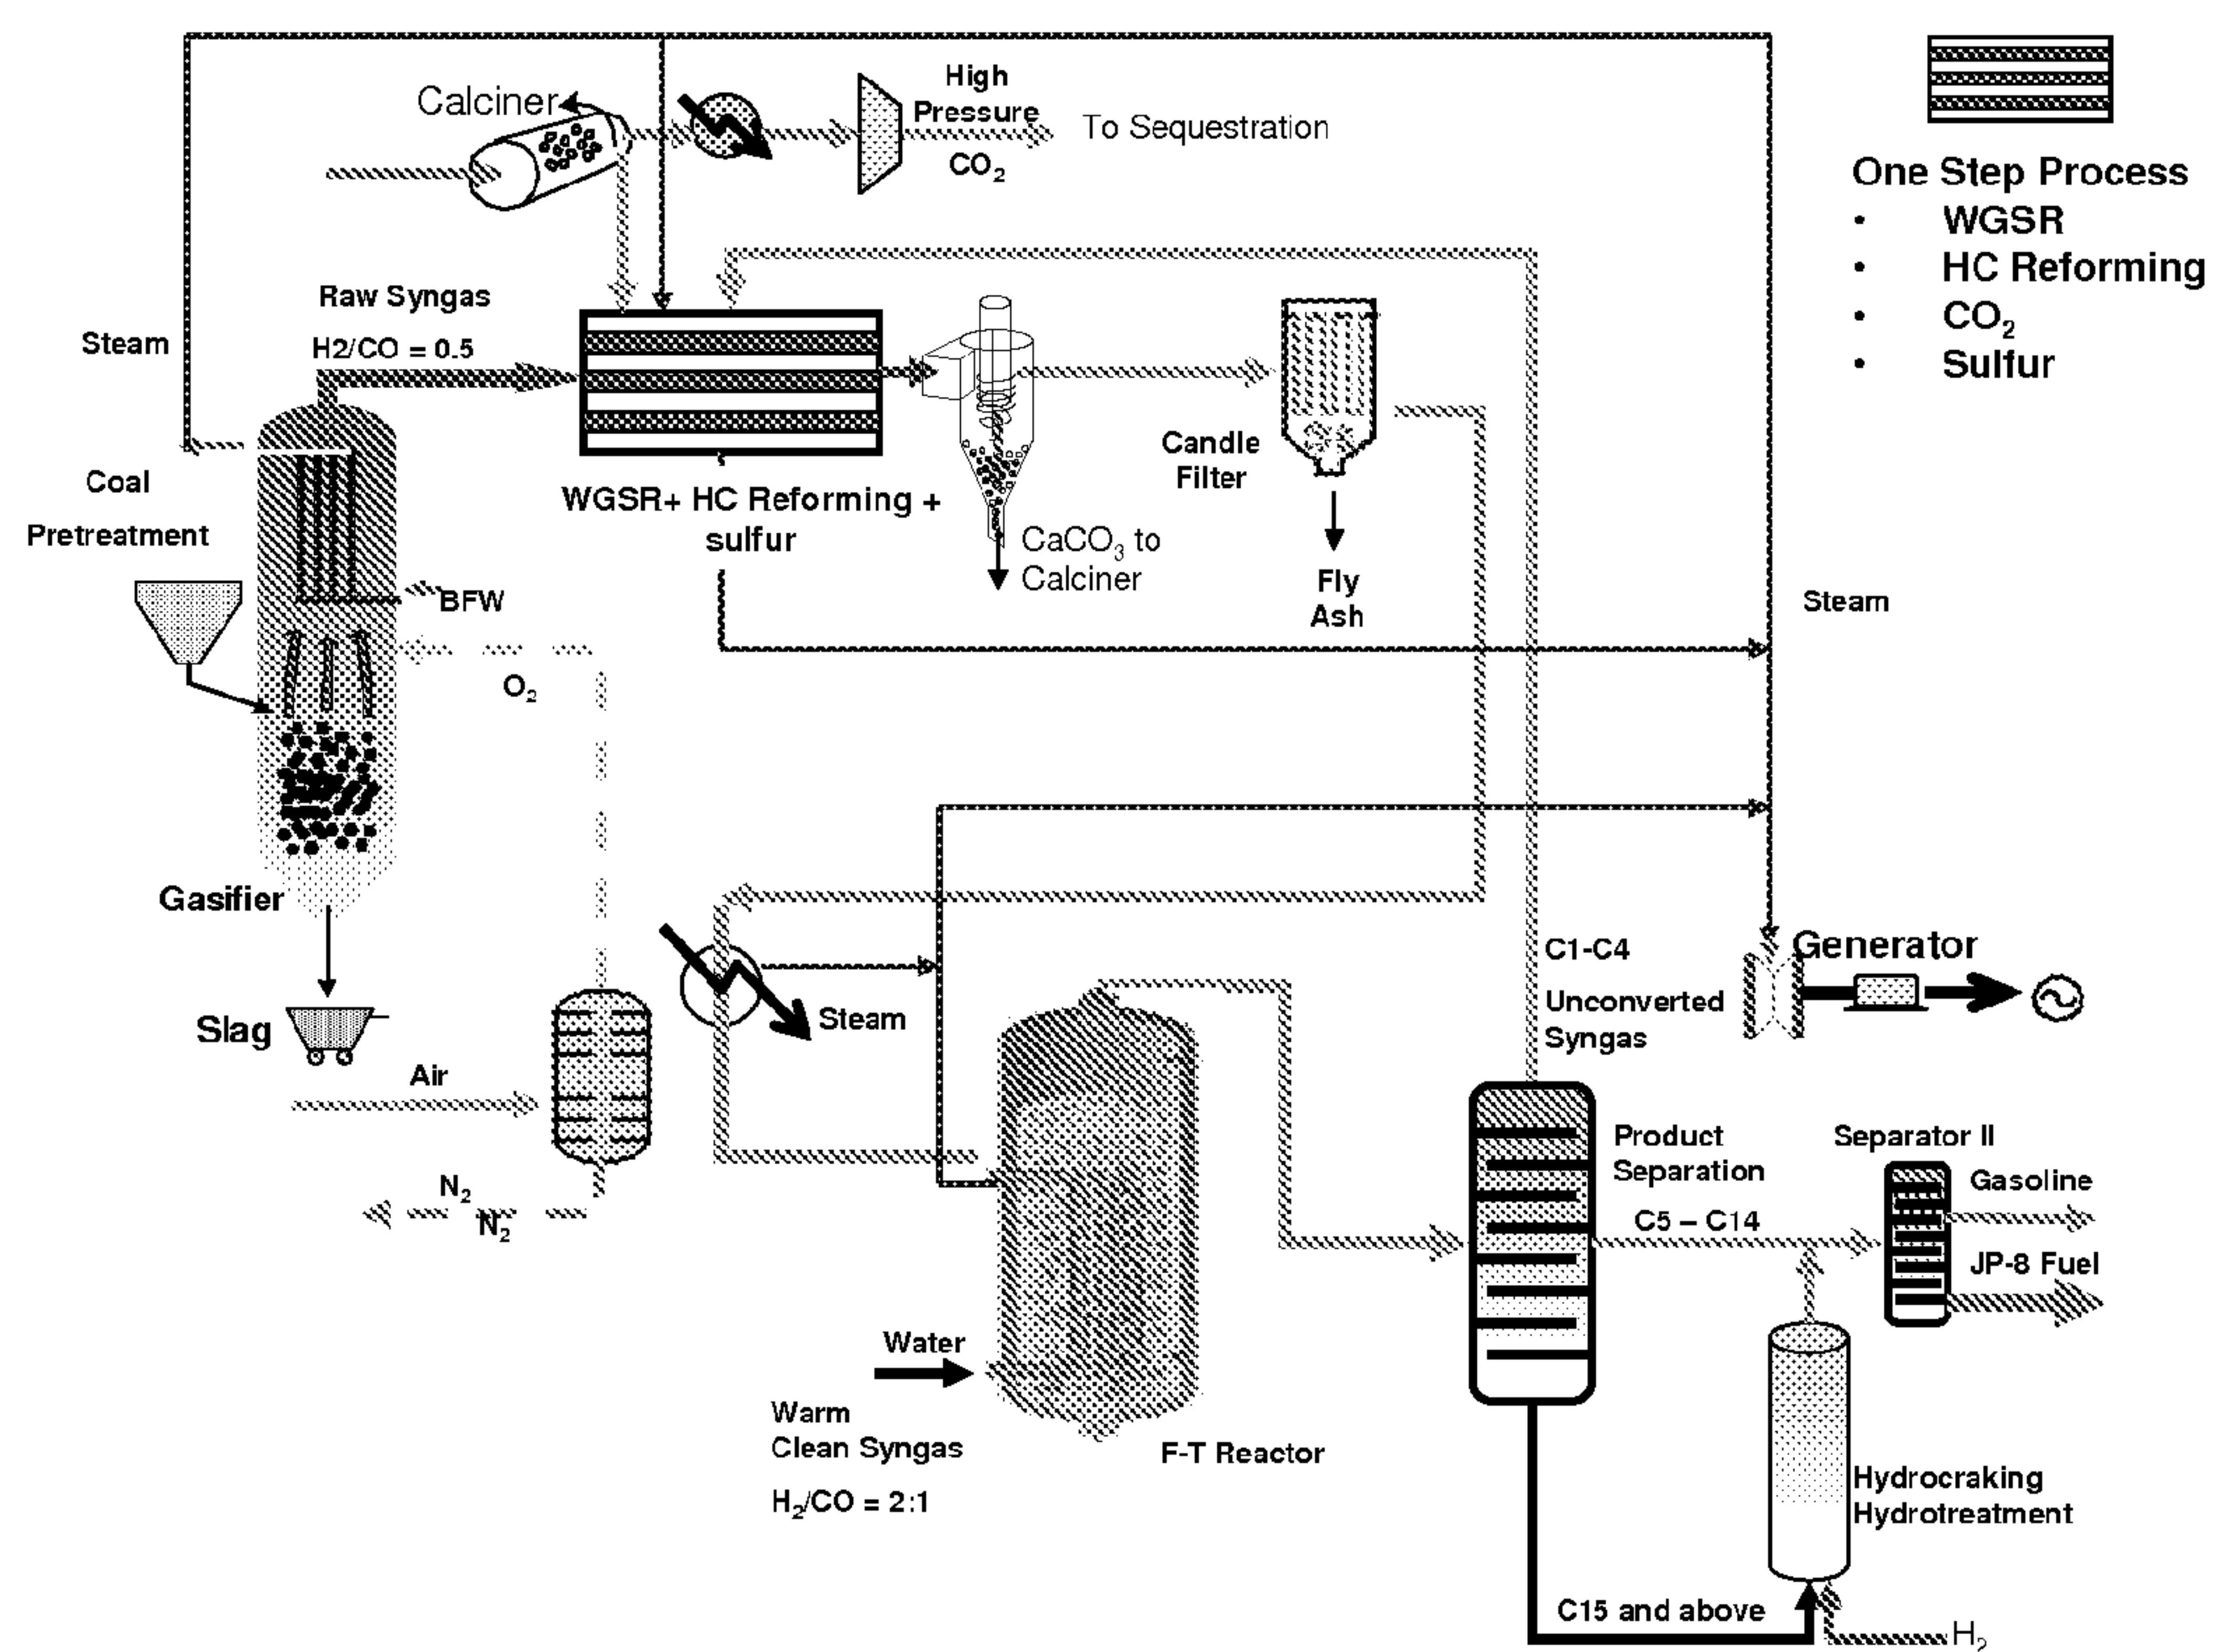 High
Pressure
CO₂
Calciner
To Sequestration
One Step Process
• WGSR
• HC Reforming
• CO₂
• Sulfur
Raw Syngas
H2/CO = 0.5
Steam
Candle
Filter
Coal
Pretreatment
WGSR+ HC Reforming +
sulfur
CaCO₃ to
Calciner
Fly
Ash
BFW
Steam
O₂
Gasifier
Slag
Steam
C1-C4
Unconverted
Syngas
Generator
Air
N₂
N₂
Product
Separation
C5 – C14
Separator II
Gasoline
JP-8 Fuel
Water
Warm
Clean Syngas
H₂/CO = 2:1
F-T Reactor
Hydrocraking
Hydrotreatment
C15 and above
H₂